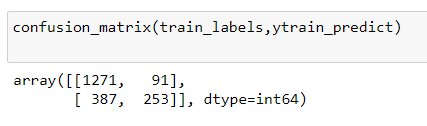 confusion_matrix(train_labels,ytrain_predict)
array([[1271,   91],
       [ 387,  253]], dtype=int64)